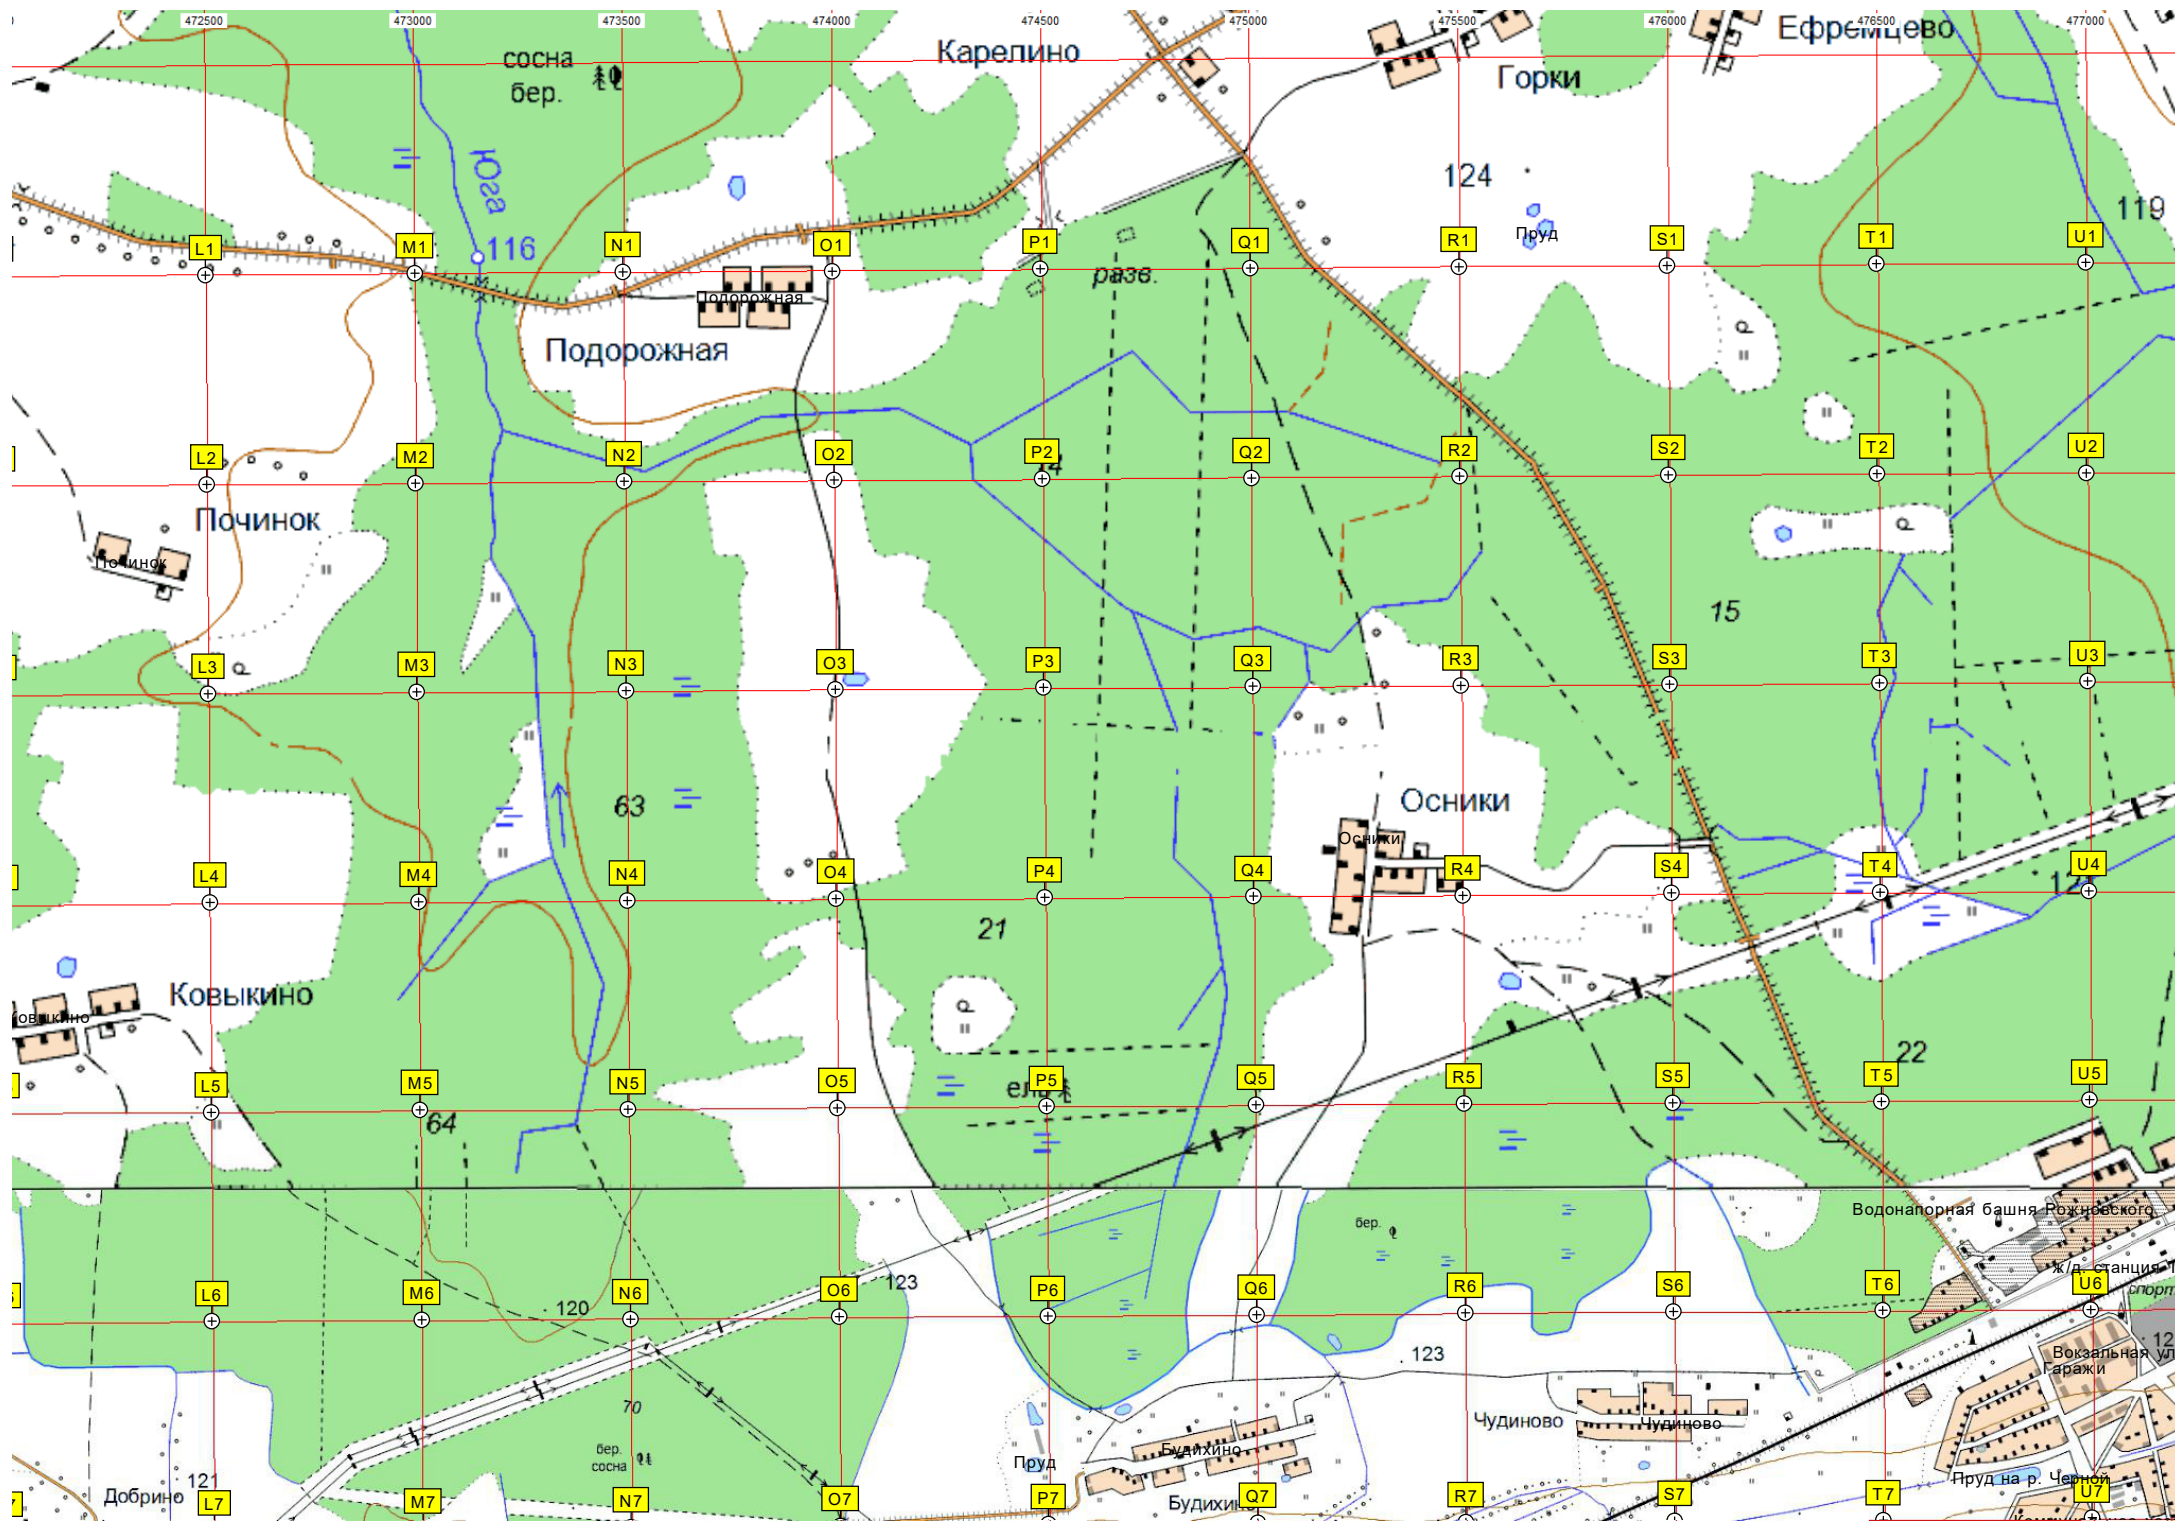 472500 473000 473500 474000 474500 475000 475500 476000 476500 477000
Ефремцево
Карелино
сосна
бер.
Горки
Юга
124
119
116
Пруд
L1 M1 N1 O1 P1 Q1 R1 S1 T1 U1
разв.
Подорожная
Подорожная
L2 M2 N2 O2 P2 Q2 R2 S2 T2 U2
Починок
Починок
15
L3 M3 N3 O3 P3 Q3 R3 S3 T3 U3
63
Осники
Осники
L4 M4 N4 O4 P4 Q4 R4 S4 T4 U4
21
Ковыкино
22
L5 M5 N5 O5 P5 Q5 R5 S5 T5 U5
64
Водонапорная башня Рожновского
бер.
ж/д. станция
123
L6 M6 N6 O6 P6 Q6 R6 S6 T6 U6
спорт
120
123
Вокзальная ул
Гаражи
70
Чудиново
Чудиново
Будихино
бер.
сосна
Пруд
121
Пруд на р. Черной
Добрино
L7 M7 N7 O7 P7 Q7 R7 S7 T7 U7